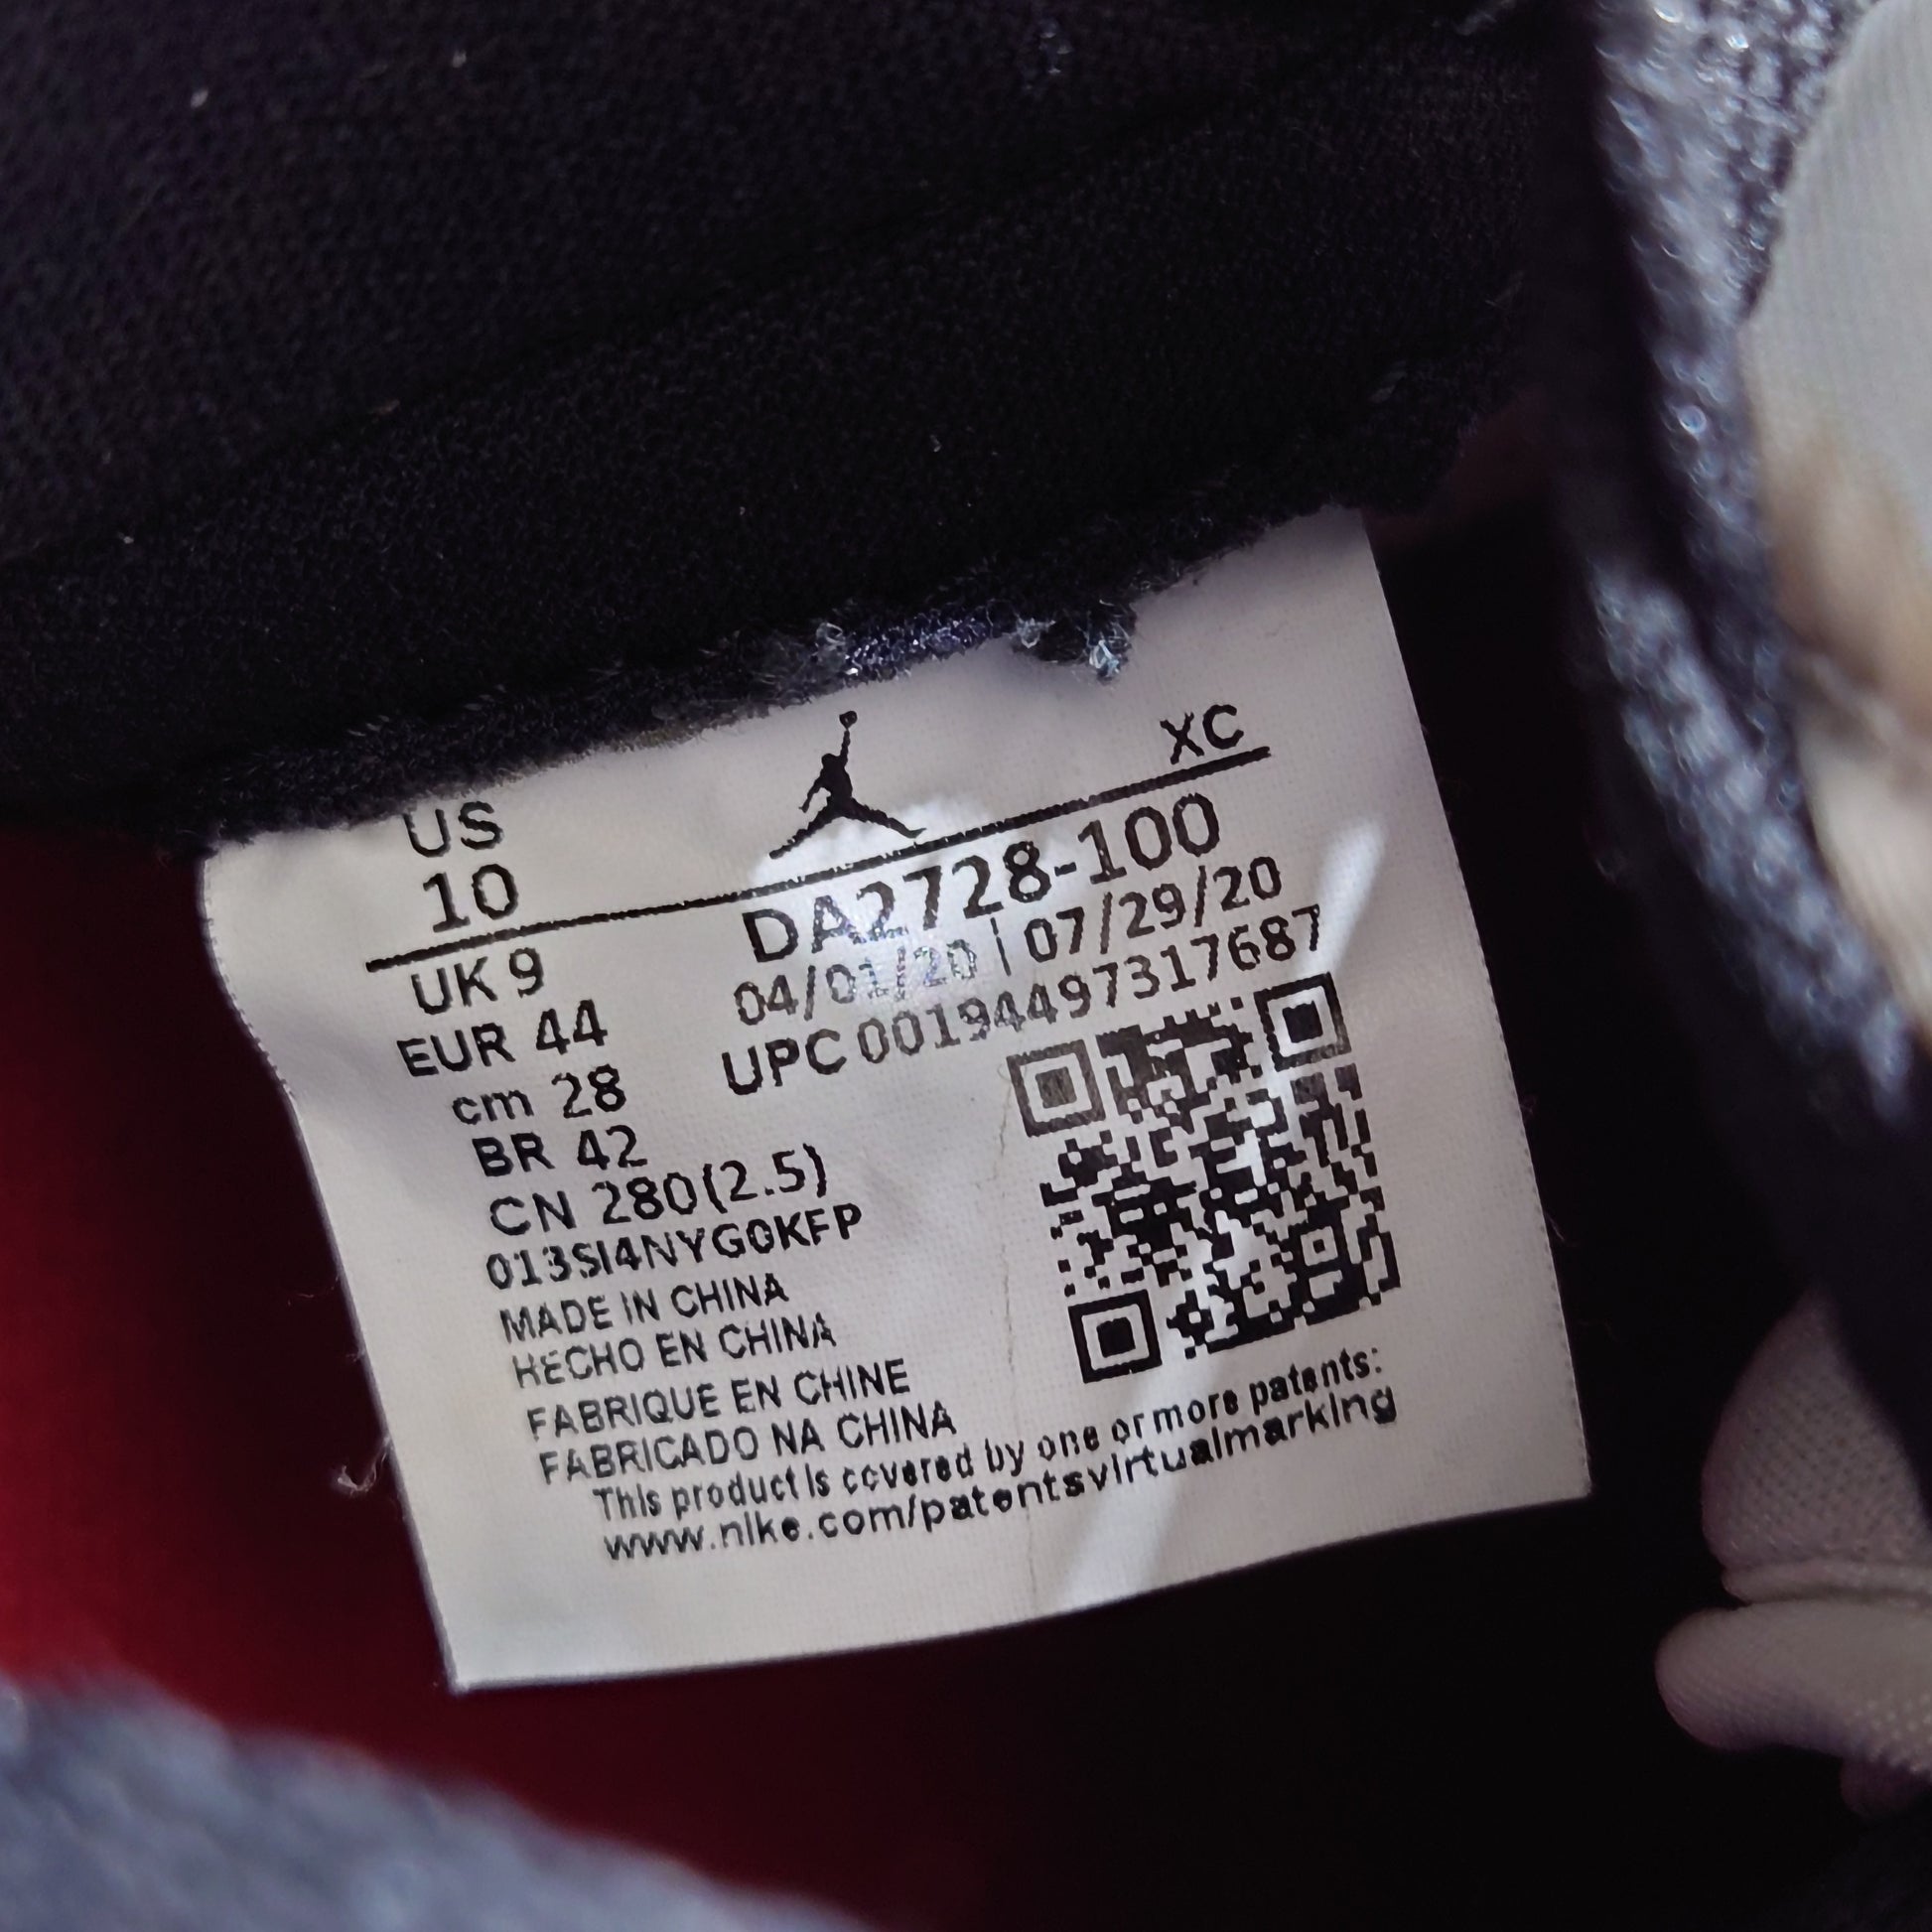 US
10
XC
UK 9
EUR 44
cm 28
BR 42
CN 280(2.5)
013SI4NYG0KFP
DA2728-100
04/01/20 | 07/29/20
UPC 00194497317687
MADE IN CHINA
HECHO EN CHINA
FABRIQUE EN CHINE
FABRICADO NA CHINA
This product is covered by one or more patents:
www.nike.com/patentsvirtualmarking